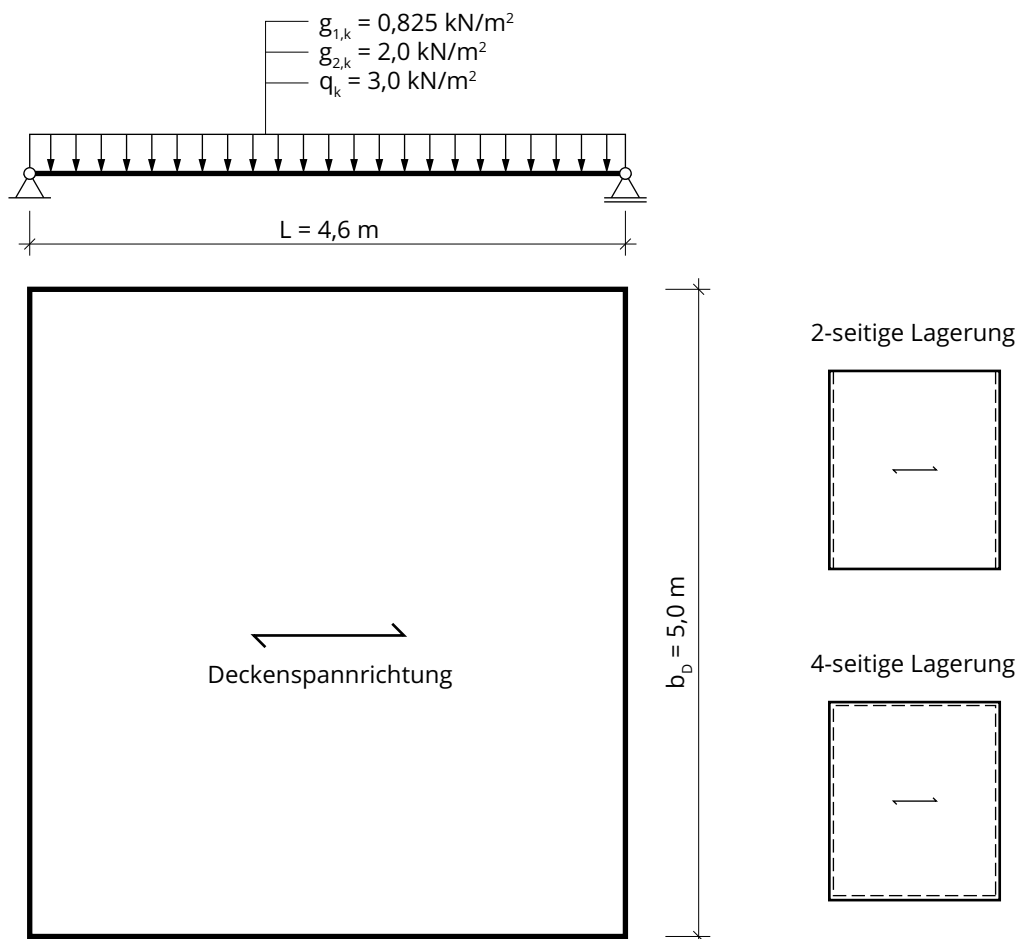 g₁,ₖ = 0,825 kN/m²
g₂,ₖ = 2,0 kN/m²
qₖ = 3,0 kN/m²
L = 4,6 m
2-seitige Lagerung
b_D = 5,0 m
Deckenspannrichtung
4-seitige Lagerung